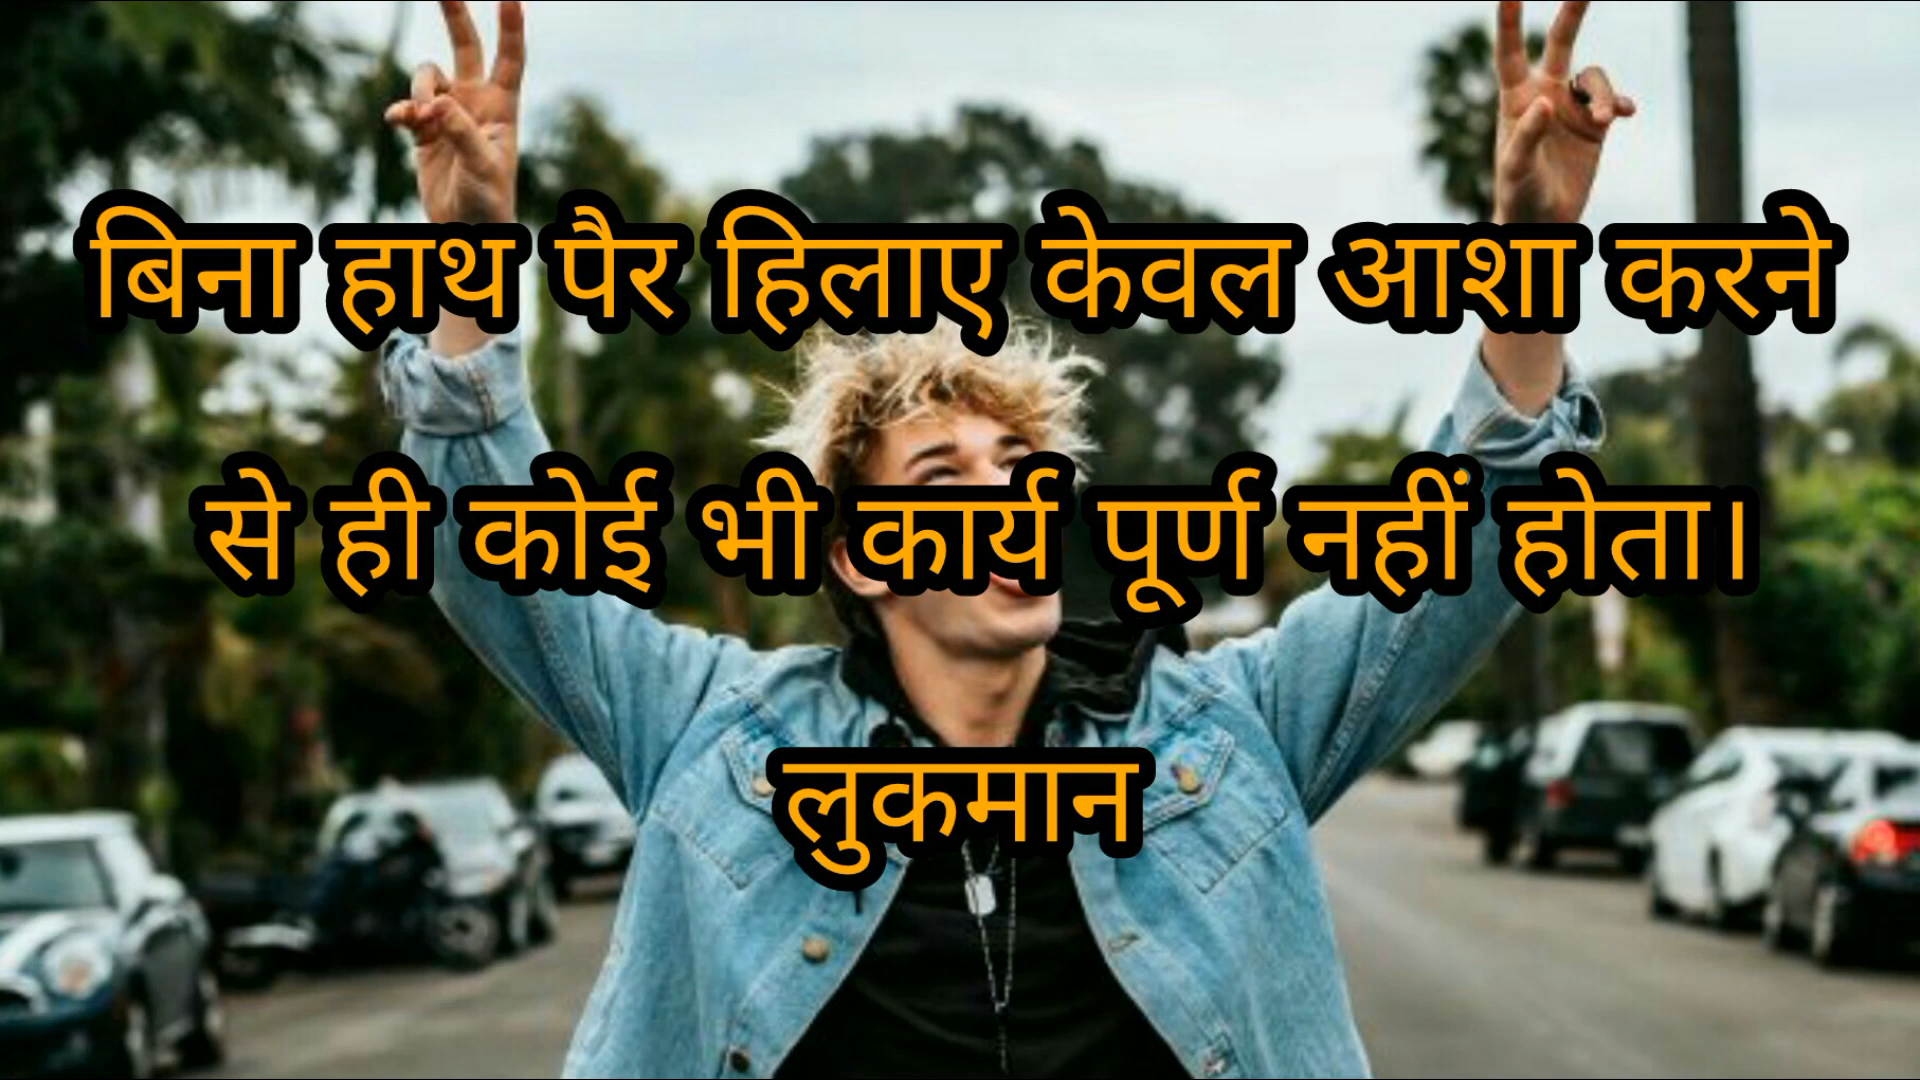 बिना हाथ पैर हिलाए केवल आशा करने
से ही कोई भी कार्य पूर्ण नहीं होता।
लुकमान